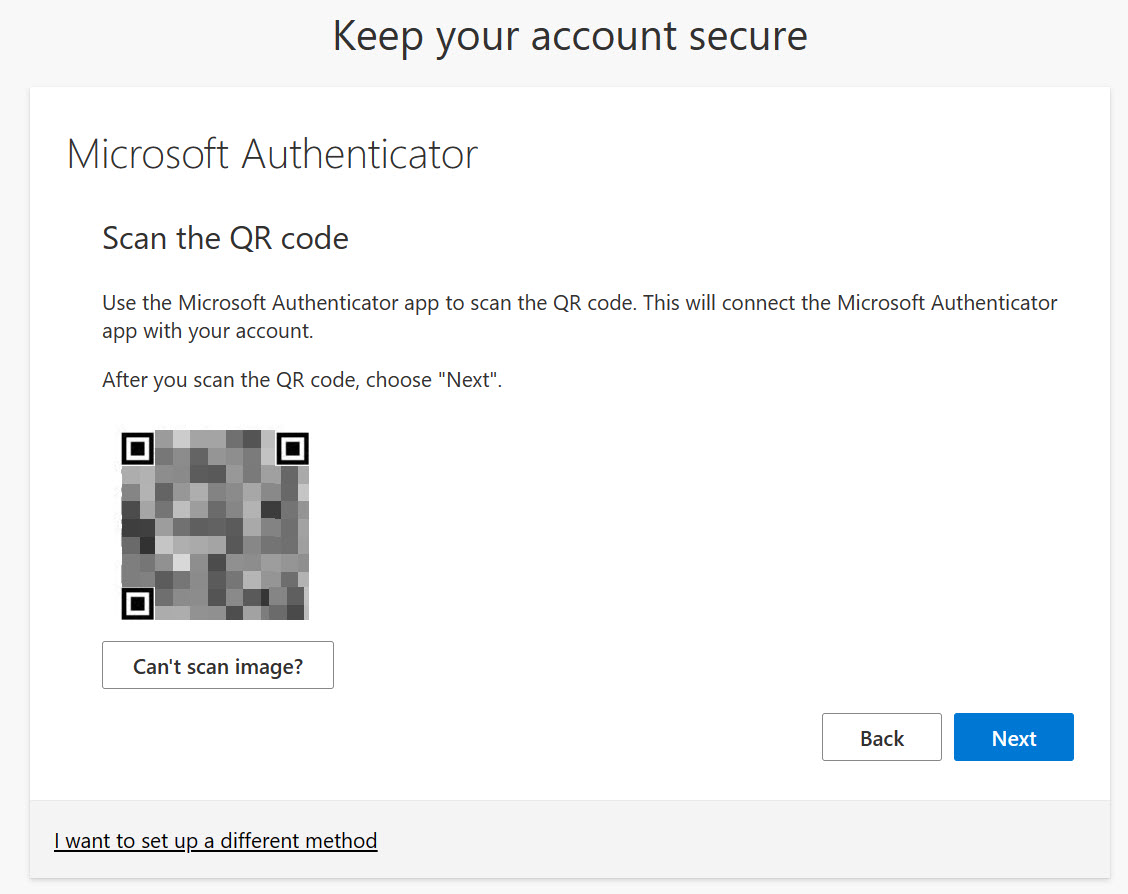 Keep your account secure
Microsoft Authenticator
Scan the QR code
Use the Microsoft Authenticator app to scan the QR code. This will connect the Microsoft Authenticator
app with your account.
After you scan the QR code, choose "Next".
Can't scan image?
Back
Next
I want to set up a different method